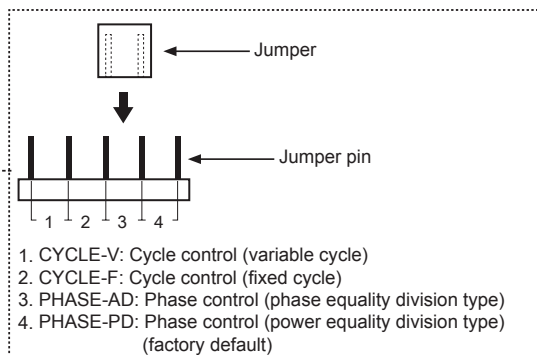 Jumper
Jumper pin
1 2 3 4
1. CYCLE-V: Cycle control (variable cycle)
2. CYCLE-F: Cycle control (fixed cycle)
3. PHASE-AD: Phase control (phase equality division type)
4. PHASE-PD: Phase control (power equality division type)
(factory default)